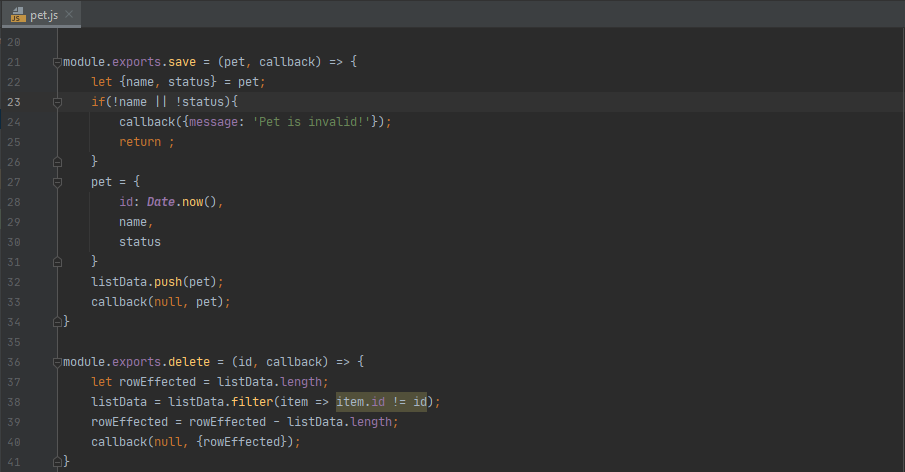 JS pet.js ×
20
21 module.exports.save = (pet, callback) => {
22     let {name, status} = pet;
23     if(!name || !status){
24         callback({message: 'Pet is invalid!'});
25         return ;
26     }
27     pet = {
28         id: Date.now(),
29         name,
30         status
31     }
32     listData.push(pet);
33     callback(null, pet);
34 }
35
36 module.exports.delete = (id, callback) => {
37     let rowEffected = listData.length;
38     listData = listData.filter(item => item.id != id);
39     rowEffected = rowEffected - listData.length;
40     callback(null, {rowEffected});
41 }